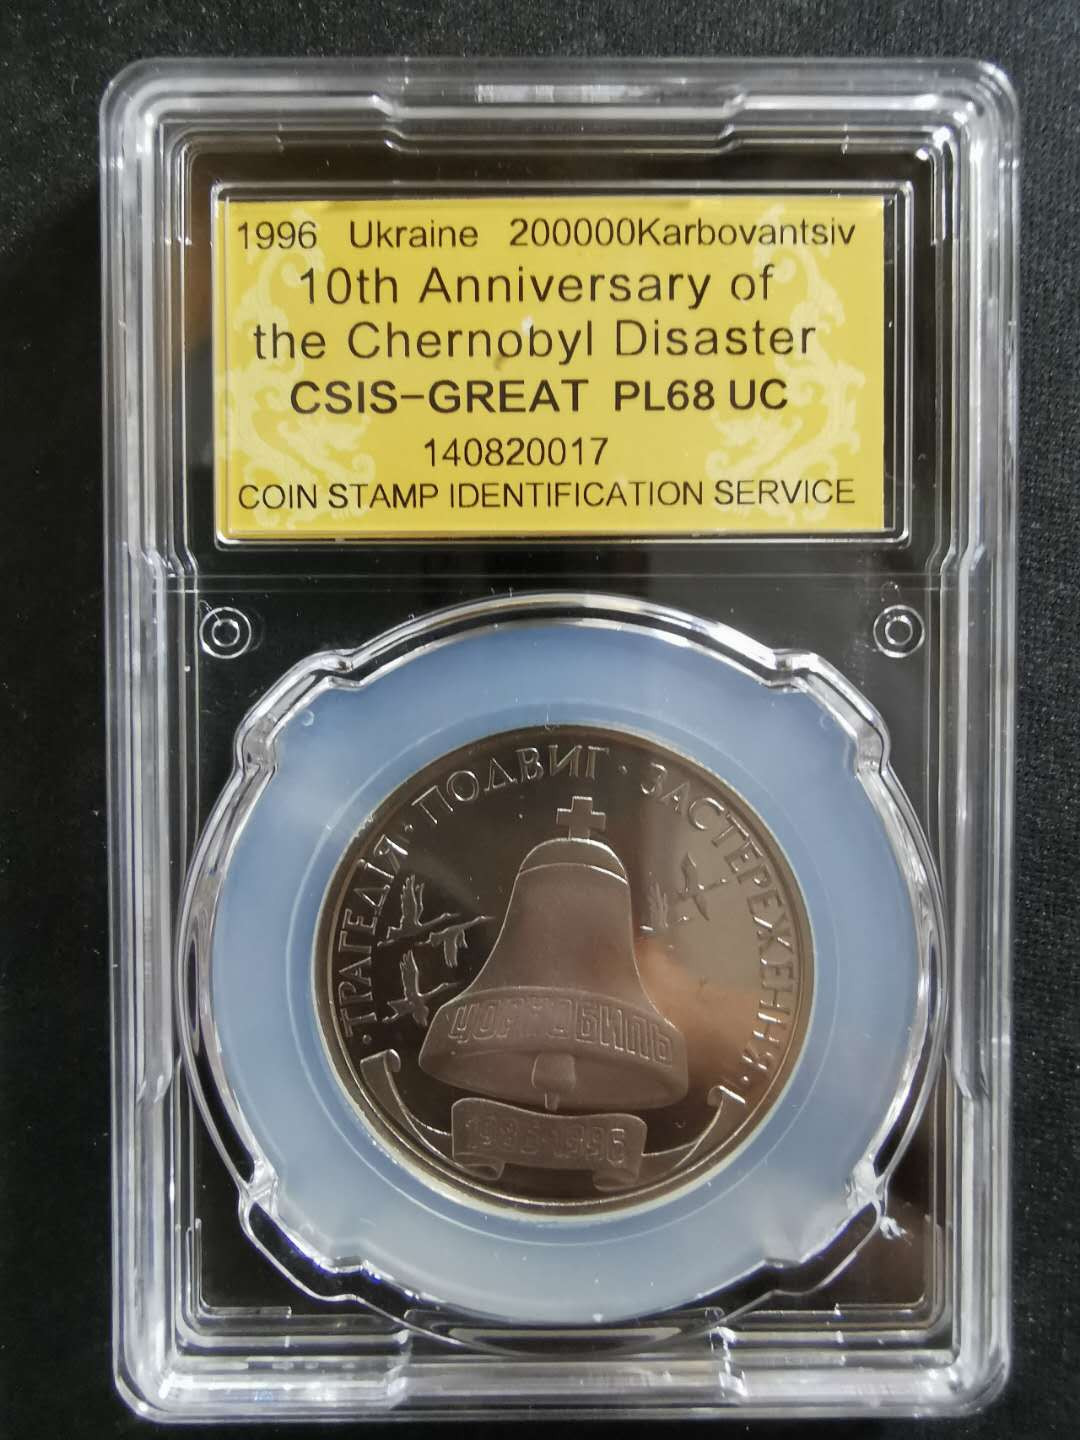 1996 Ukraine 200000Karbovantsiv
10th Anniversary of
the Chernobyl Disaster
CSIS-GREAT PL68 UC
140820017
COIN STAMP IDENTIFICATION SERVICE
· ТРАГЕДІЯ · ПОДВИГ · ЗАСТЕРЕЖЕННЯ ·
ЧОРНОБИЛЬ
1986-1996